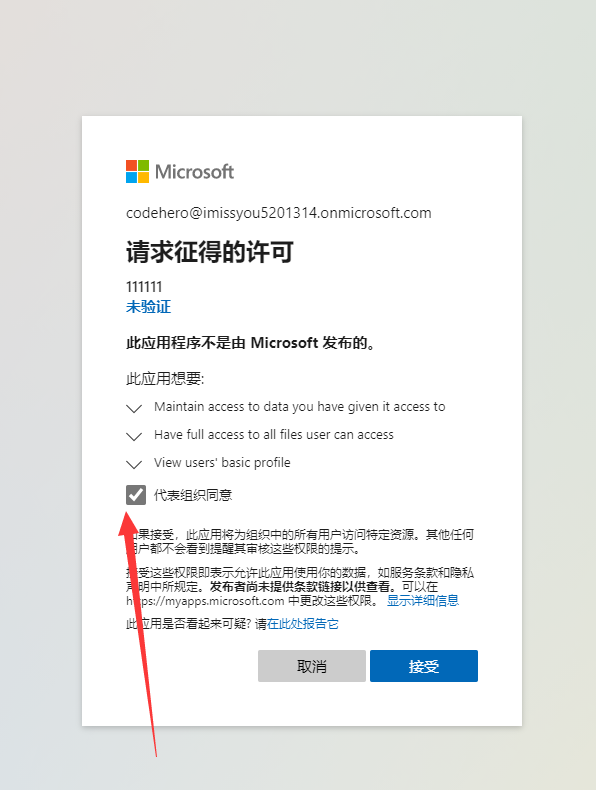 Microsoft
codehero@imissyou5201314.onmicrosoft.com
请求征得的许可
111111
未验证
此应用程序不是由 Microsoft 发布的。
此应用想要:
Maintain access to data you have given it access to
Have full access to all files user can access
View users' basic profile
代表组织同意
如果接受，此应用将为组织中的所有用户访问特定资源。其他任何
用户都不会看到提醒其审核这些权限的提示。
接受这些权限即表示允许此应用使用你的数据，如服务条款和隐私
声明中所规定。发布者尚未提供条款链接以供查看。可以在
https://myapps.microsoft.com 中更改这些权限。 显示详细信息
此应用是否看起来可疑? 请在此处报告它
取消
接受